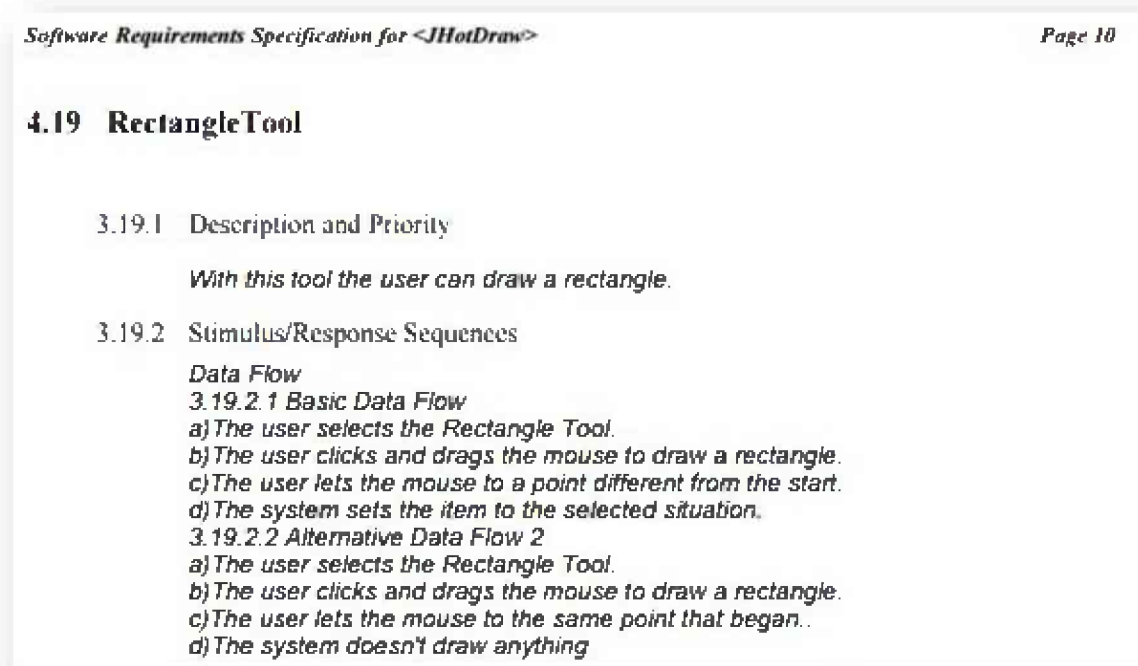 Software Requirements Specification for <JHotDraw> Page 10
4.19 RectangleTool
3.19.1 Description and Priority
With this tool the user can draw a rectangle.
3.19.2 Stimulus/Response Sequences
Data Flow
3.19.2.1 Basic Data Flow
a) The user selects the Rectangle Tool.
b) The user clicks and drags the mouse to draw a rectangle.
c) The user lets the mouse to a point different from the start.
d) The system sets the item to the selected situation.
3.19.2.2 Alternative Data Flow 2
a) The user selects the Rectangle Tool.
b) The user clicks and drags the mouse to draw a rectangle.
c) The user lets the mouse to the same point that began..
d) The system doesn't draw anything